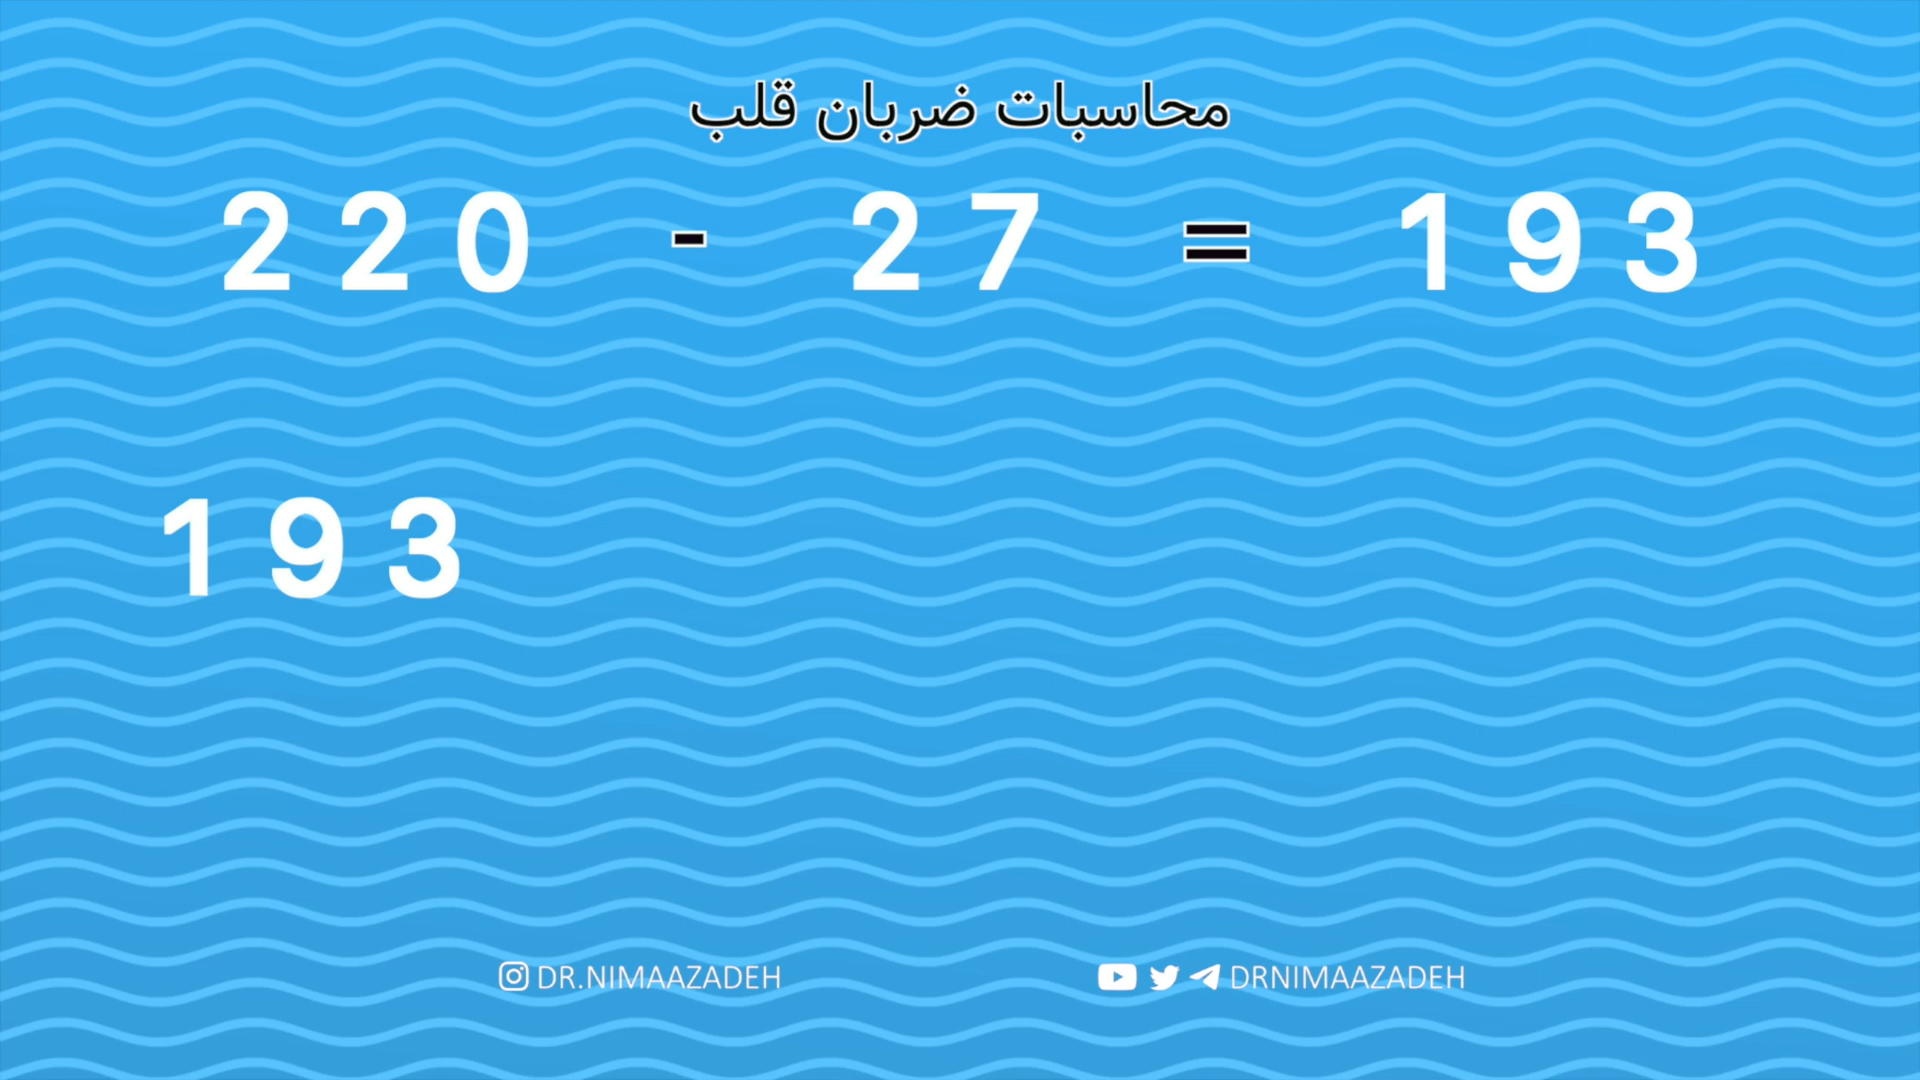 محاسبات ضربان قلب
220 - 27 = 193
193
DR.NIMAAZADEH
DRNIMAAZADEH